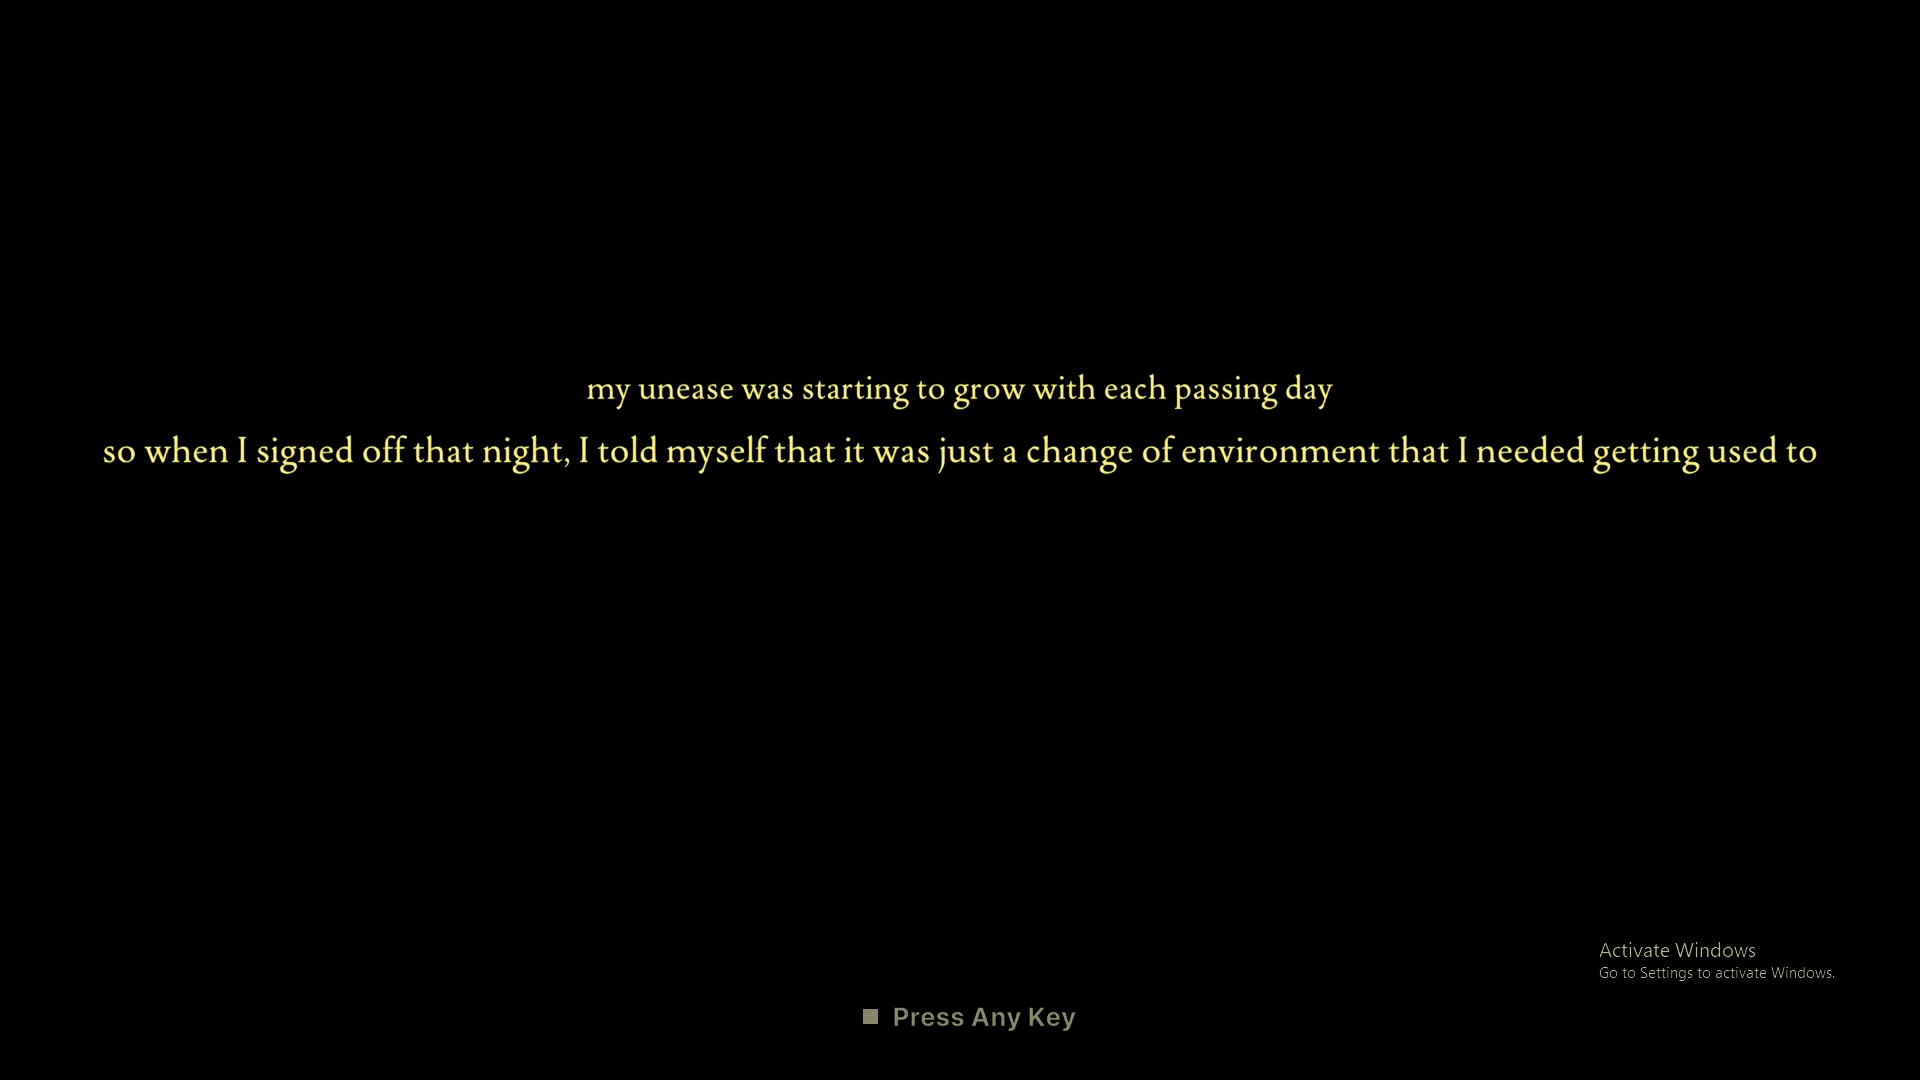 my unease was starting to grow with each passing day
so when I signed off that night, I told myself that it was just a change of environment that I needed getting used to
Activate Windows
Go to Settings to activate Windows.
Press Any Key